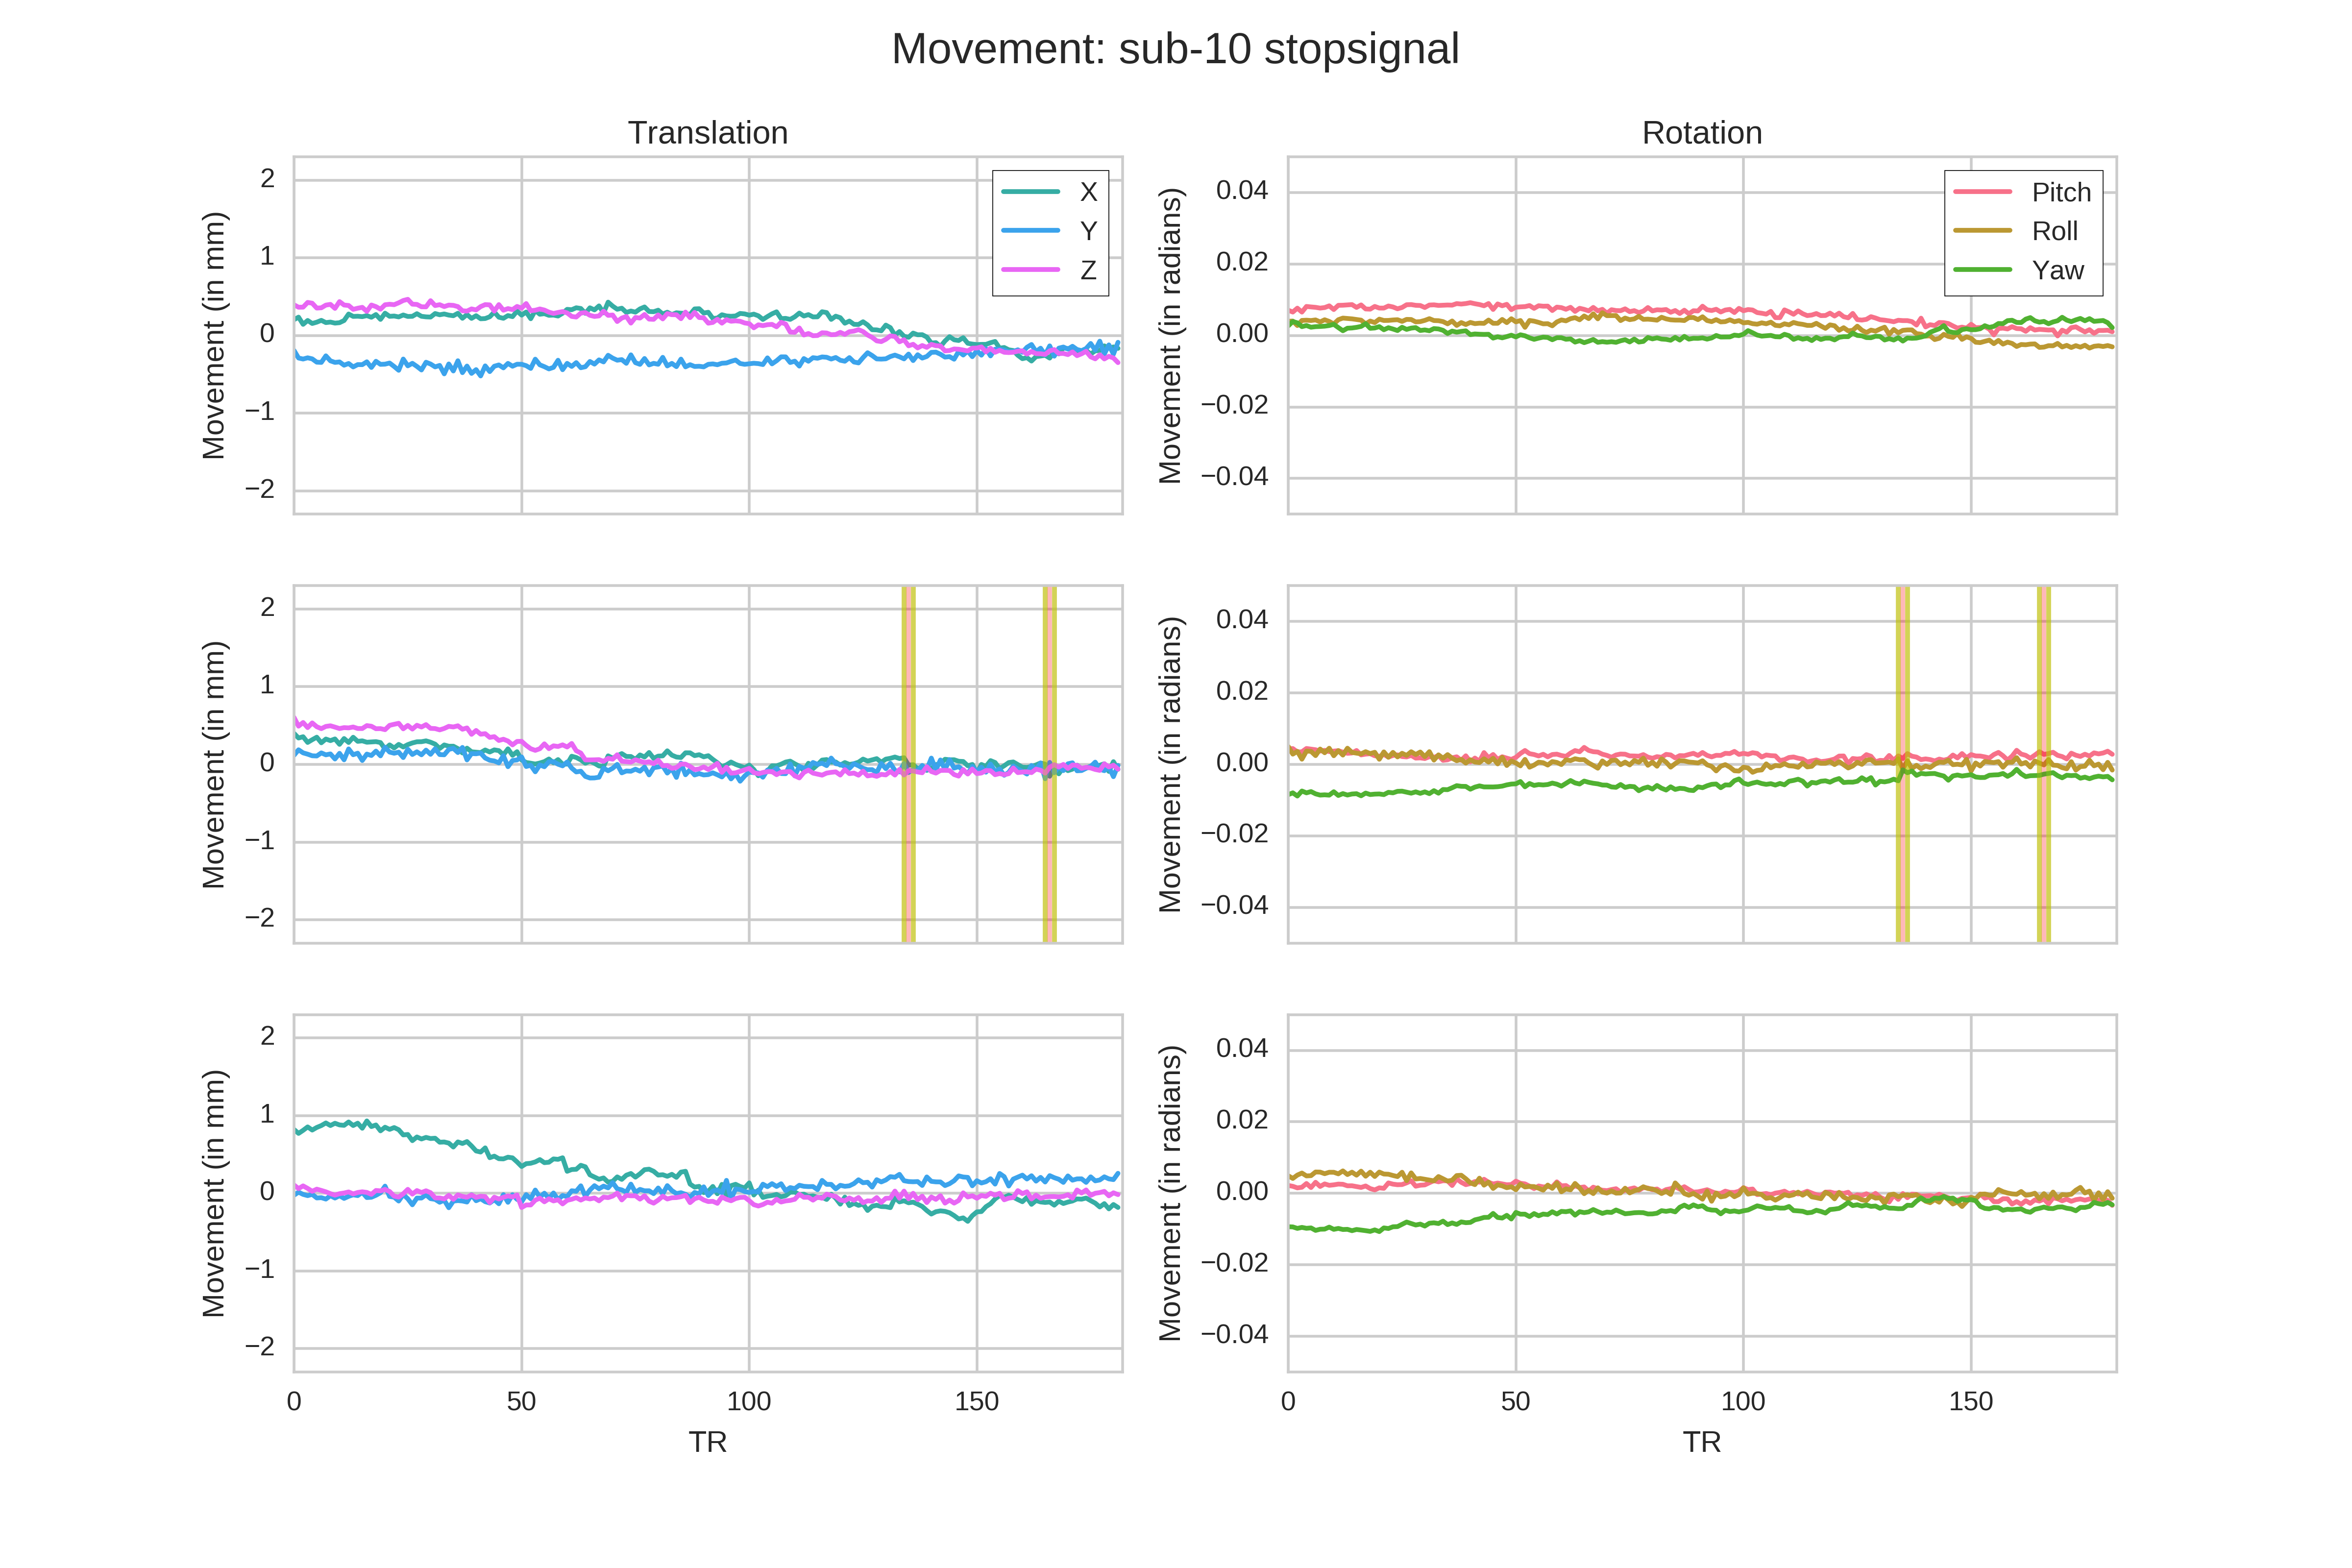 Movement: sub-10 stopsignal
Translation
Rotation
Movement (in mm)
2
1
0
−1
−2
X
Y
Z
Movement (in radians)
0.04
0.02
0.00
−0.02
−0.04
Pitch
Roll
Yaw
Movement (in mm)
2
1
0
−1
−2
Movement (in radians)
0.04
0.02
0.00
−0.02
−0.04
Movement (in mm)
2
1
0
−1
−2
0 50 100 150
TR
Movement (in radians)
0.04
0.02
0.00
−0.02
−0.04
0 50 100 150
TR